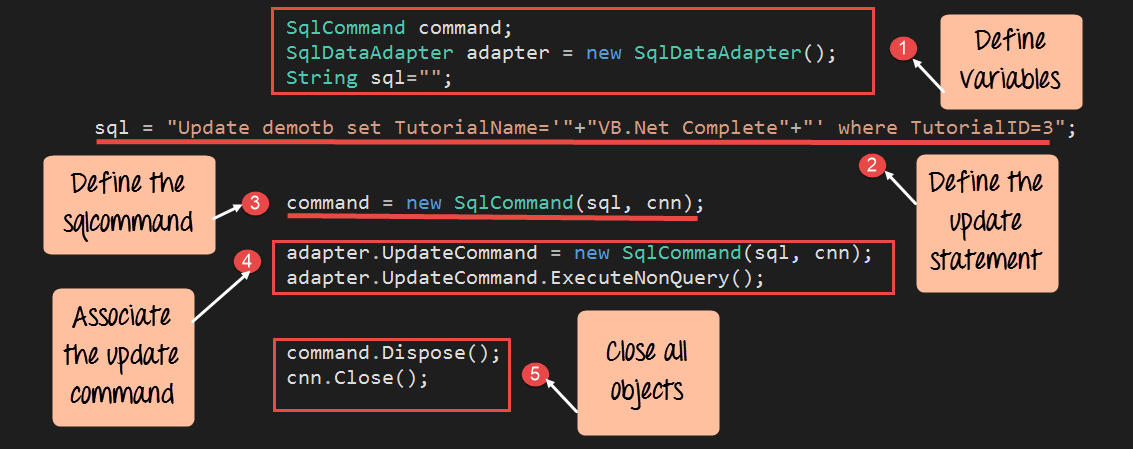 SqlCommand command;
SqlDataAdapter adapter = new SqlDataAdapter();
String sql="";
1
Define
variables
sql = "Update demotb set TutorialName='"+"VB.Net Complete"+"' where TutorialID=3";
2
Define the
update
statement
Define the
sqlcommand
3
command = new SqlCommand(sql, cnn);
4
adapter.UpdateCommand = new SqlCommand(sql, cnn);
adapter.UpdateCommand.ExecuteNonQuery();
Associate
the update
command
command.Dispose();
cnn.Close();
5
Close all
objects